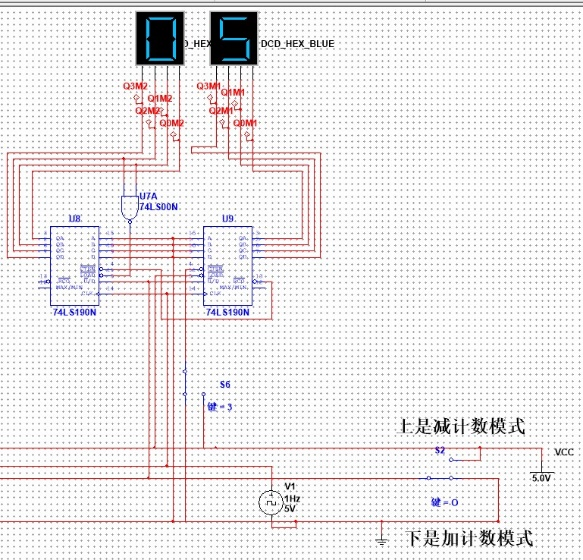 05
D_HEX
DCD_HEX_BLUE
Q3M2
Q1M2
Q2M2
Q0M2
Q3M1
Q1M1
Q2M1
Q0M1
U7A
74LS00N
U8
U9
74LS190N
74LS190N
S6
键 = 3
上是减计数模式
S2
VCC
5.0V
键 = O
V1
1Hz
5V
下是加计数模式